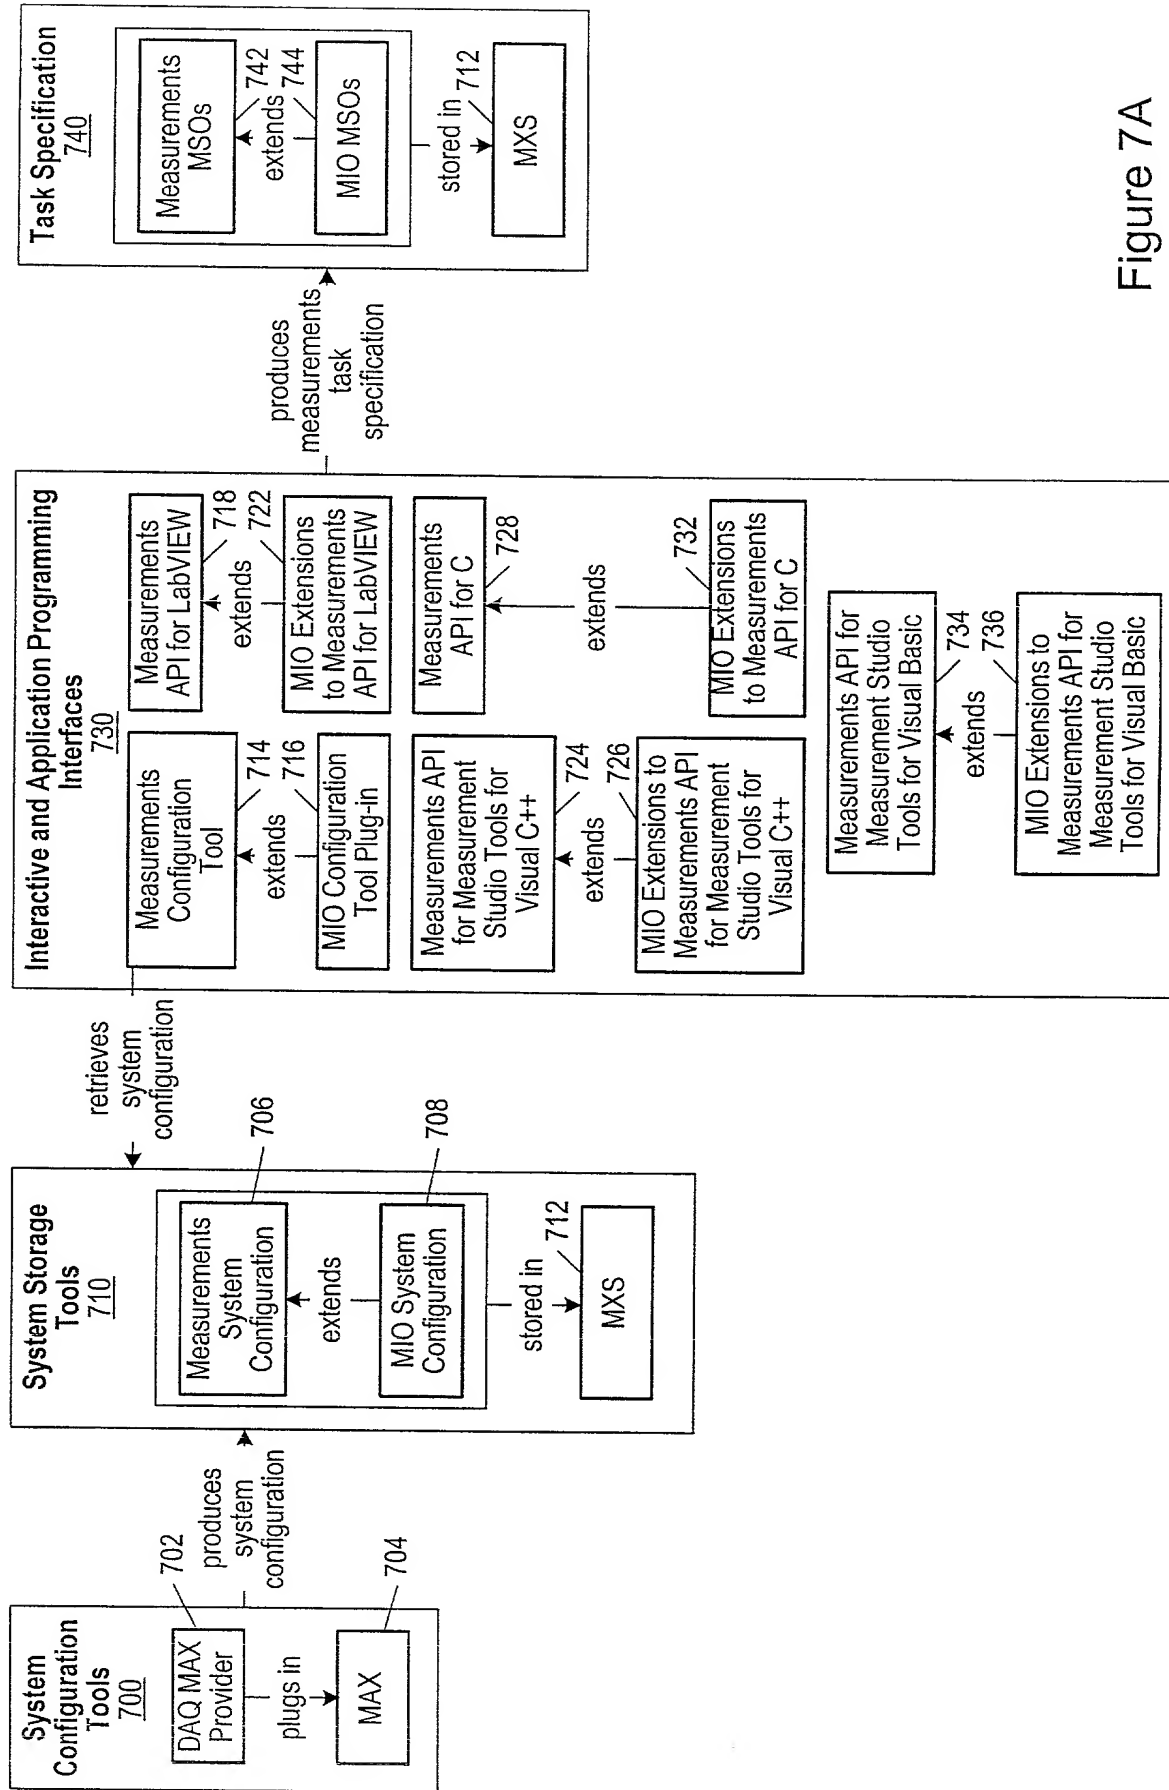 System
Configuration
Tools
700
DAQ MAX
Provider
702
plugs in
MAX
704
produces
system
configuration
System Storage
Tools
710
Measurements
System
Configuration
706
extends
MIO System
Configuration
708
stored in
712
MXS
retrieves
system
configuration
Interactive and Application Programming
Interfaces
730
Measurements
Configuration
Tool
714
extends
716
MIO Configuration
Tool Plug-in
Measurements
API for LabVIEW
718
extends
722
MIO Extensions
to Measurements
API for LabVIEW
Measurements API
for Measurement
Studio Tools for
Visual C++
724
extends
726
MIO Extensions to
Measurements API
for Measurement
Studio Tools for
Visual C++
Measurements
API for C
728
extends
732
MIO Extensions
to Measurements
API for C
Measurements API for
Measurement Studio
Tools for Visual Basic
734
extends
736
MIO Extensions to
Measurements API for
Measurement Studio
Tools for Visual Basic
produces
measurements
task
specification
Task Specification
740
Measurements
MSOs
742
extends
744
MIO MSOs
stored in
712
MXS
Figure 7A